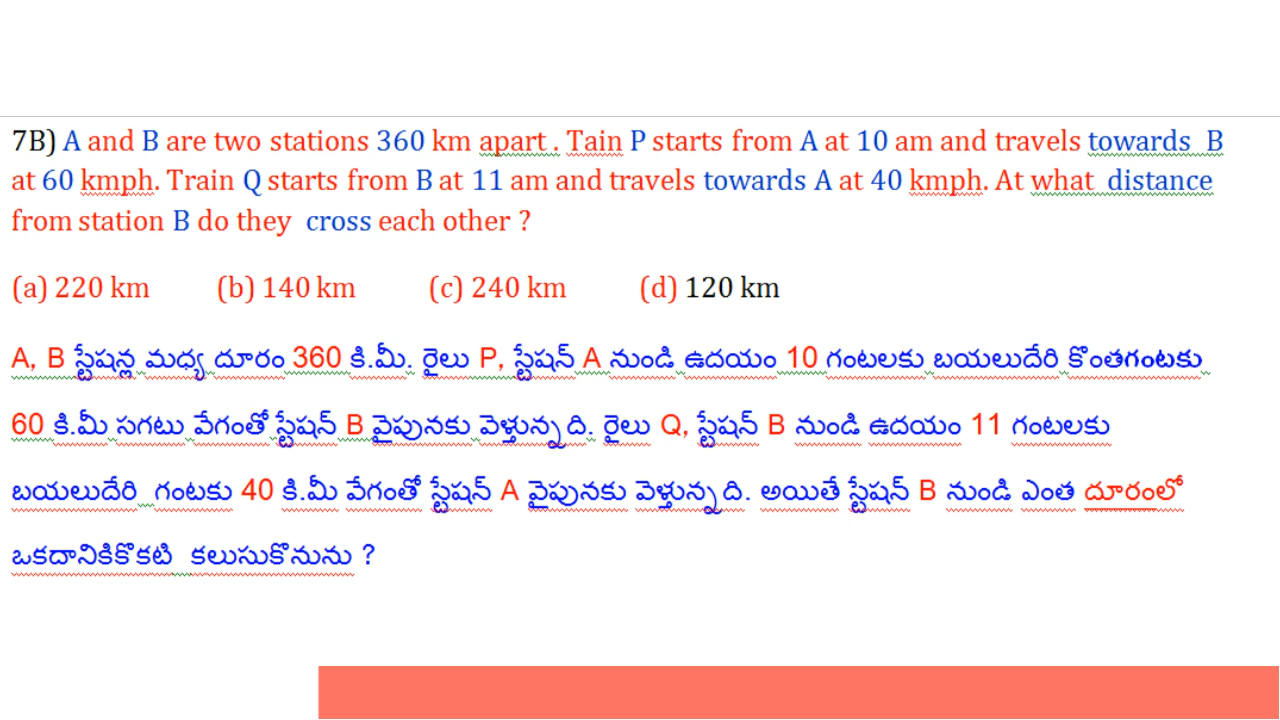 7B) A and B are two stations 360 km apart . Tain P starts from A at 10 am and travels towards B
at 60 kmph. Train Q starts from B at 11 am and travels towards A at 40 kmph. At what distance
from station B do they cross each other ?
(a) 220 km (b) 140 km (c) 240 km (d) 120 km
A, B స్టేషన్ల మధ్య దూరం 360 కి.మీ. రైలు P, స్టేషన్ A నుండి ఉదయం 10 గంటలకు బయలుదేరి కొంతగంటకు
60 కి.మీ సగటు వేగంతో స్టేషన్ B వైపునకు వెళ్తున్నది. రైలు Q, స్టేషన్ B నుండి ఉదయం 11 గంటలకు
బయలుదేరి గంటకు 40 కి.మీ వేగంతో స్టేషన్ A వైపునకు వెళ్తున్నది. అయితే స్టేషన్ B నుండి ఎంత దూరంలో
ఒకదానికికొకటి కలుసుకొనును ?